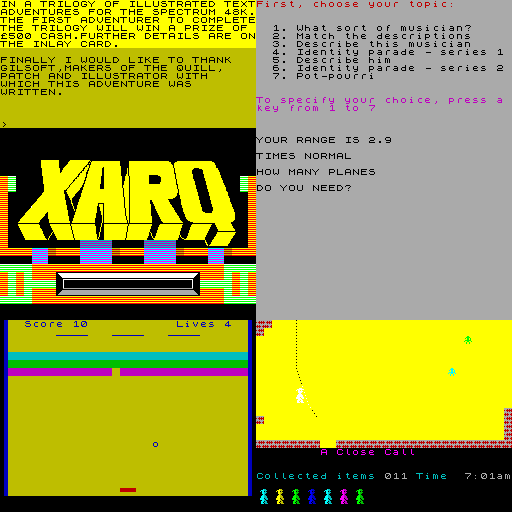 IN A TRILOGY OF ILLUSTRATED TEXT
ADVENTURES FOR THE SPECTRUM 48K.
THE FIRST ADVENTURER TO COMPLETE
THE TRILOGY WILL WIN A PRIZE OF
£500 CASH.FURTHER DETAILS ARE ON
THE INLAY CARD.
FINALLY I WOULD LIKE TO THANK
GILSOFT,MAKERS OF THE QUILL,
PATCH AND ILLUSTRATOR WITH
WHICH THIS ADVENTURE WAS
WRITTEN.
>
First, choose your topic:
1. What sort of musician?
2. Match the descriptions
3. Describe this musician
4. Identity parade - series 1
5. Describe him
6. Identity parade - series 2
7. Pot-pourri
To specify your choice, press a
key from 1 to 7
YOUR RANGE IS 2.9
TIMES NORMAL
HOW MANY PLANES
DO YOU NEED?
XARQ
Score 10 Lives 4
A Close Call
Collected items 011 Time 7:01am